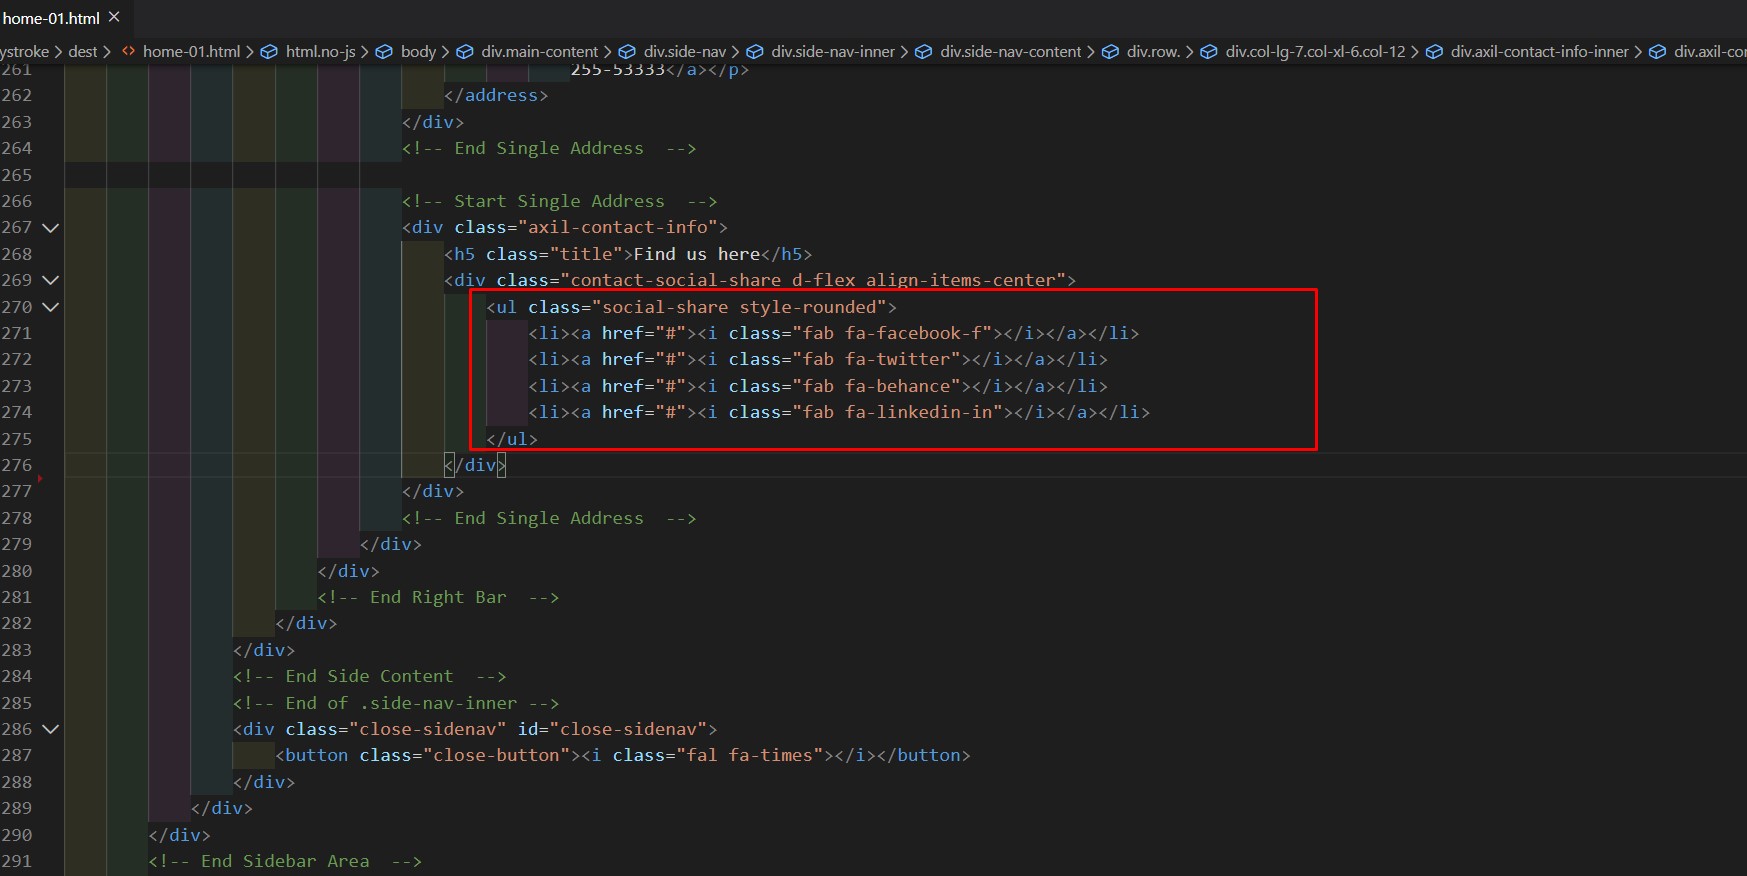 home-01.html
ystroke > dest > <> home-01.html > html.no-js > body > div.main-content > div.side-nav > div.side-nav-inner > div.side-nav-content > div.row. > div.col-lg-7.col-xl-6.col-12 > div.axil-contact-info-inner > div.axil-co
261 255-53333</a></p>
262 </address>
263 </div>
264 <!-- End Single Address  -->
265
266 <!-- Start Single Address  -->
267 <div class="axil-contact-info">
268 <h5 class="title">Find us here</h5>
269 <div class="contact-social-share d-flex align-items-center">
270 <ul class="social-share style-rounded">
271 <li><a href="#"><i class="fab fa-facebook-f"></i></a></li>
272 <li><a href="#"><i class="fab fa-twitter"></i></a></li>
273 <li><a href="#"><i class="fab fa-behance"></i></a></li>
274 <li><a href="#"><i class="fab fa-linkedin-in"></i></a></li>
275 </ul>
276 </div>
277 </div>
278 <!-- End Single Address  -->
279 </div>
280 </div>
281 <!-- End Right Bar  -->
282 </div>
283 </div>
284 <!-- End Side Content  -->
285 <!-- End of .side-nav-inner -->
286 <div class="close-sidenav" id="close-sidenav">
287 <button class="close-button"><i class="fal fa-times"></i></button>
288 </div>
289 </div>
290 </div>
291 <!-- End Sidebar Area  -->